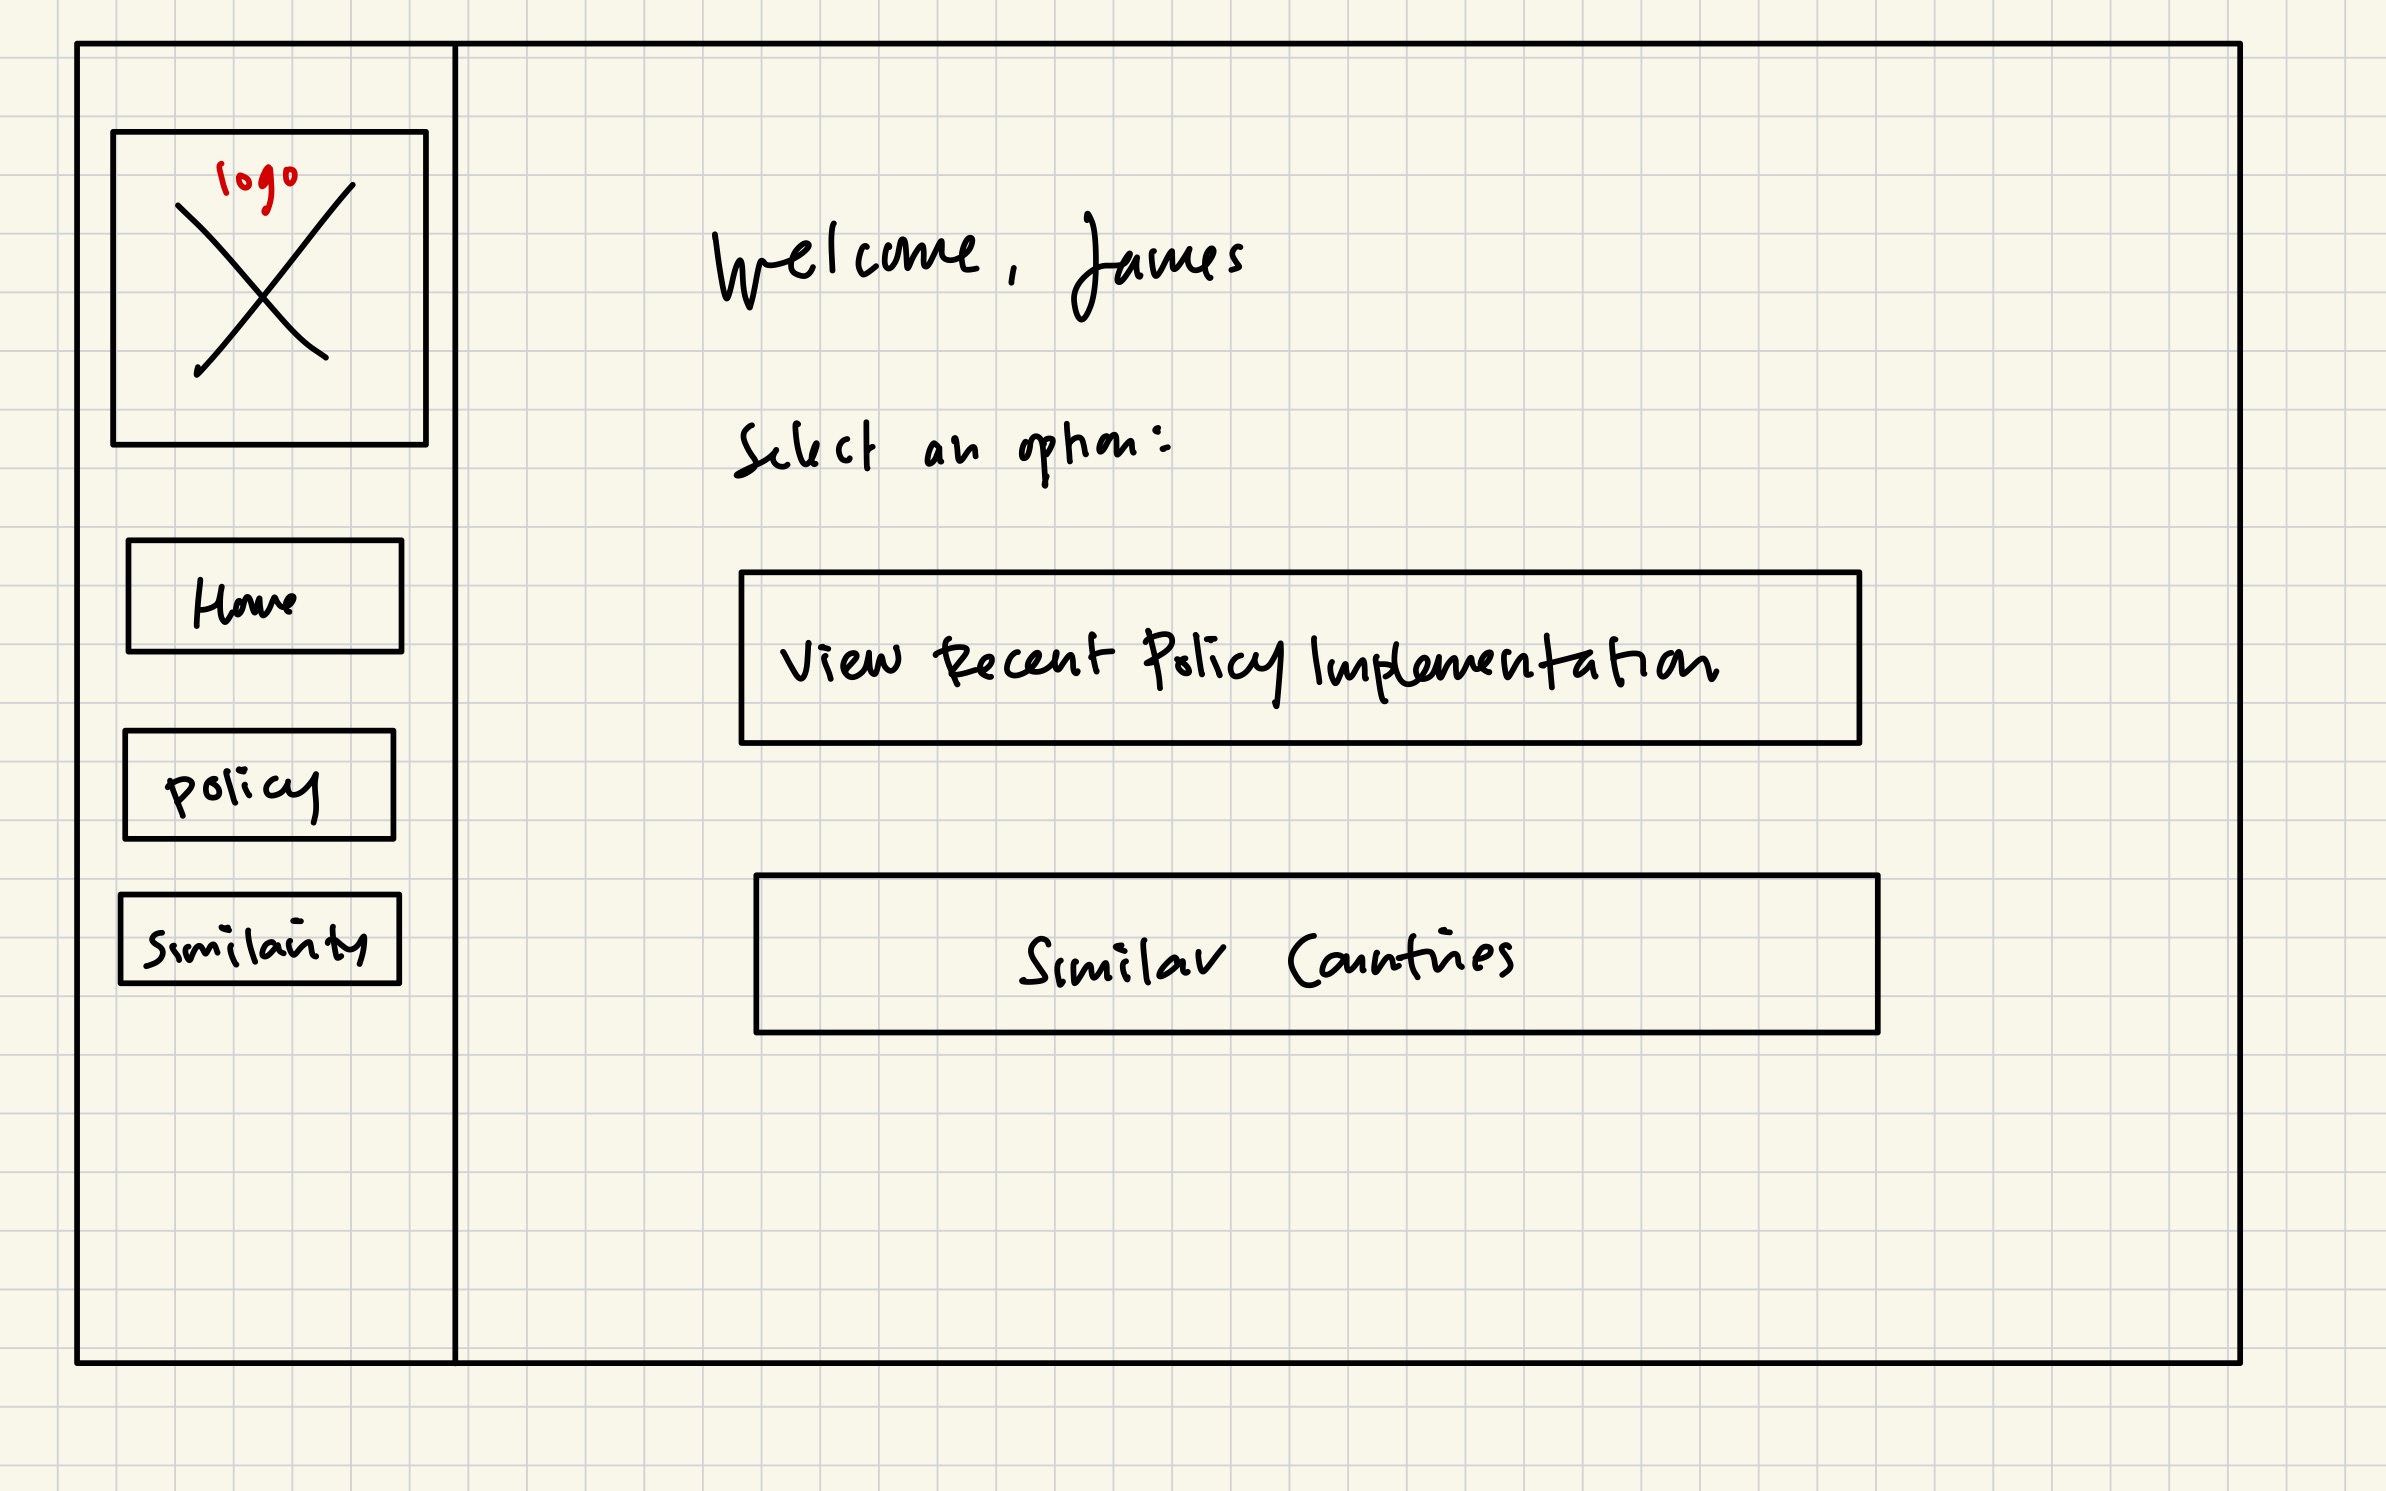 logo
Home
policy
Similarity
Welcome, James
Select an option:
View Recent Policy Implementation
Similar Countries